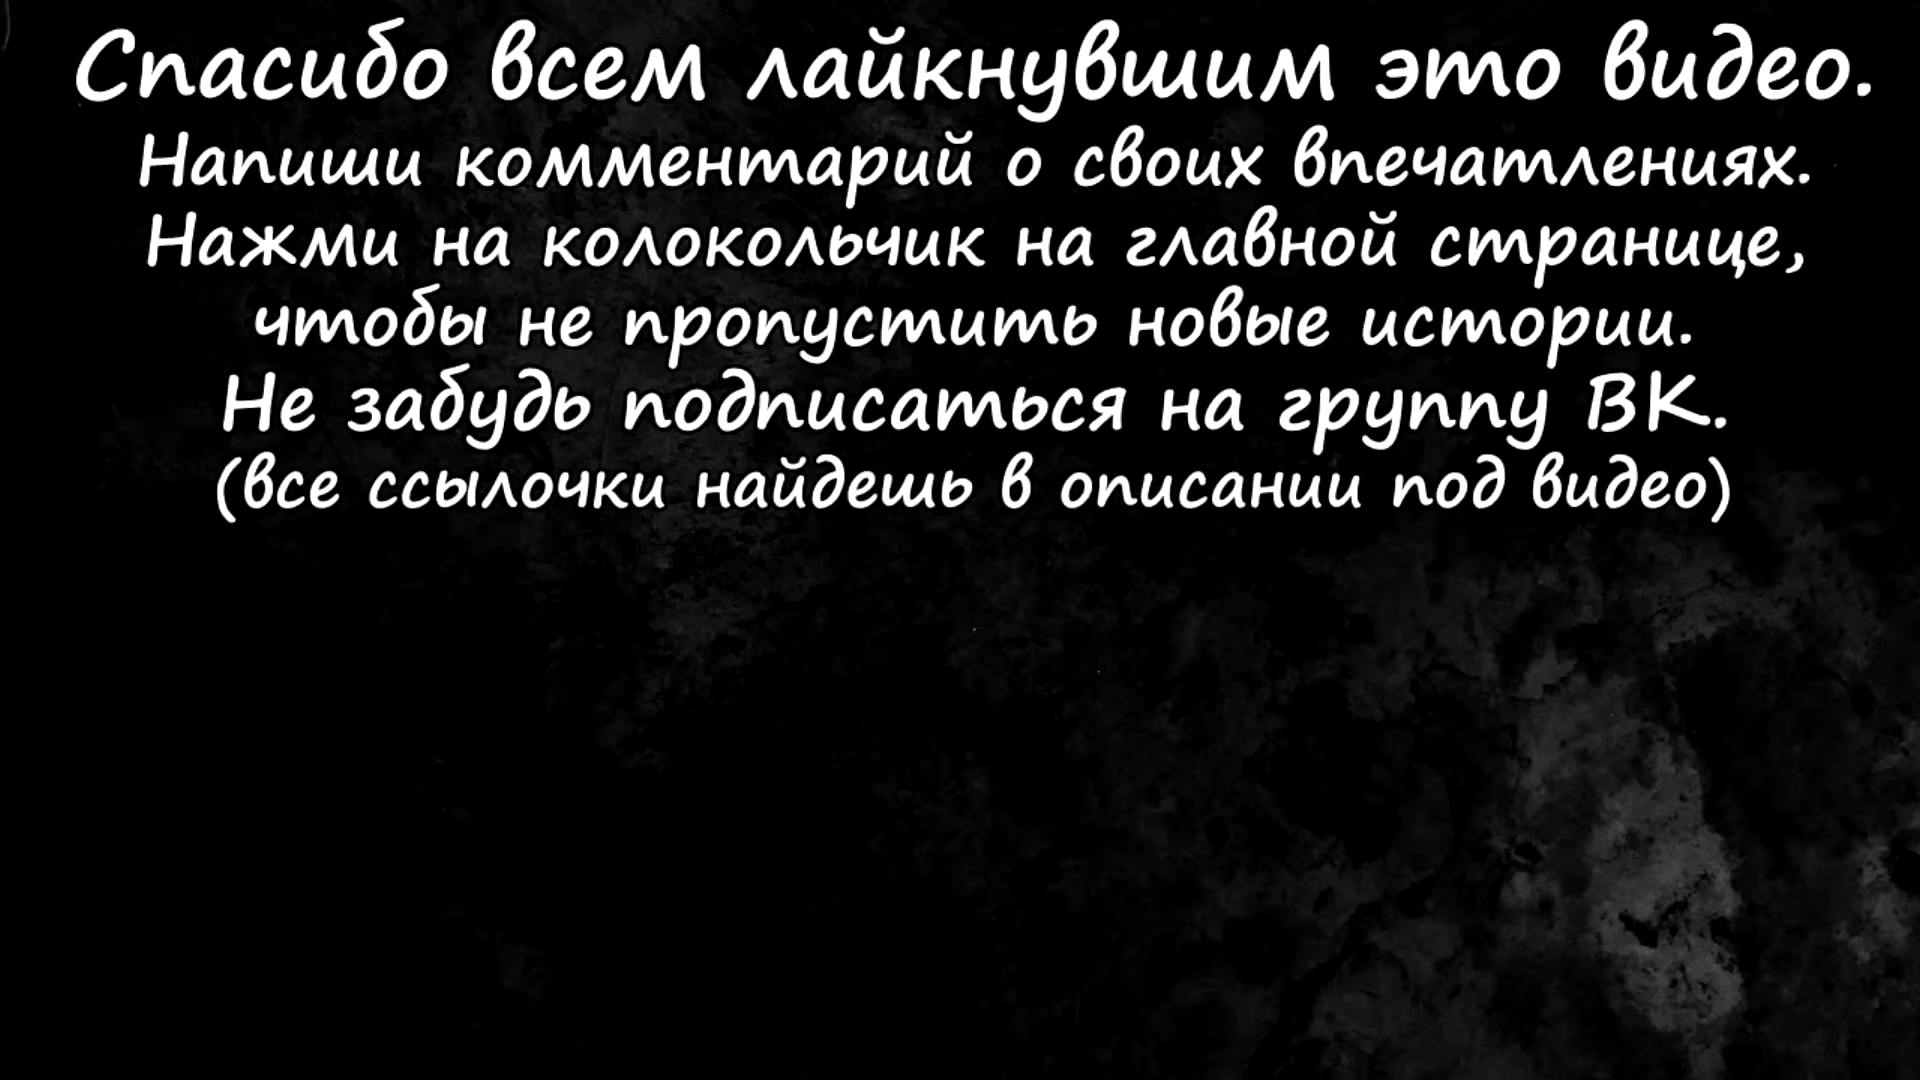 Спасибо всем лайкнувшим это видео.
Напиши комментарий о своих впечатлениях.
Нажми на колокольчик на главной странице,
чтобы не пропустить новые истории.
Не забудь подписаться на группу ВК.
(все ссылочки найдешь в описании под видео)